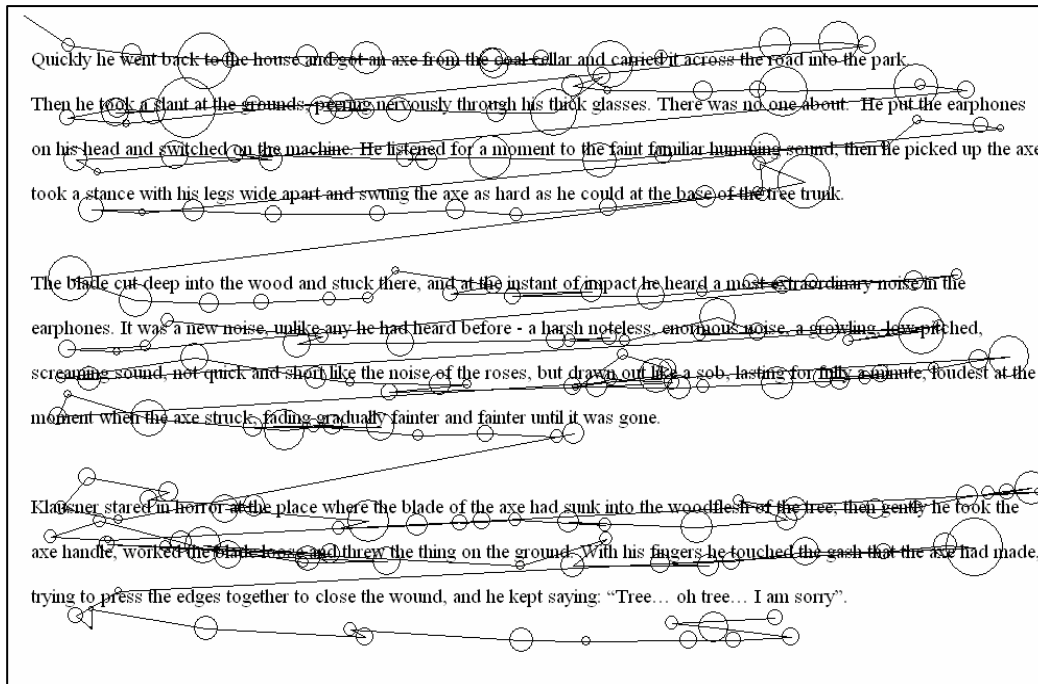 Quickly he went back to the house and got an axe from the coal cellar and carried it across the road into the park.
Then he took a slant at the grounds, peering nervously through his thick glasses. There was no one about. He put the earphones
on his head and switched on the machine. He listened for a moment to the faint familiar humming sound; then he picked up the axe
took a stance with his legs wide apart and swung the axe as hard as he could at the base of the tree trunk.
The blade cut deep into the wood and stuck there, and at the instant of impact he heard a most extraordinary noise in the
earphones. It was a new noise, unlike any he had heard before - a harsh noteless, enormous noise, a growling, low-pitched,
screaming sound, not quick and short like the noise of the roses, but drawn out like a sob, lasting for fully a minute, loudest at the
moment when the axe struck, fading gradually fainter and fainter until it was gone.
Klausner stared in horror at the place where the blade of the axe had sunk into the woodflesh of the tree; then gently he took the
axe handle, worked the blade loose and threw the thing on the ground. With his fingers he touched the gash that the axe had made,
trying to press the edges together to close the wound, and he kept saying: “Tree… oh tree… I am sorry”.